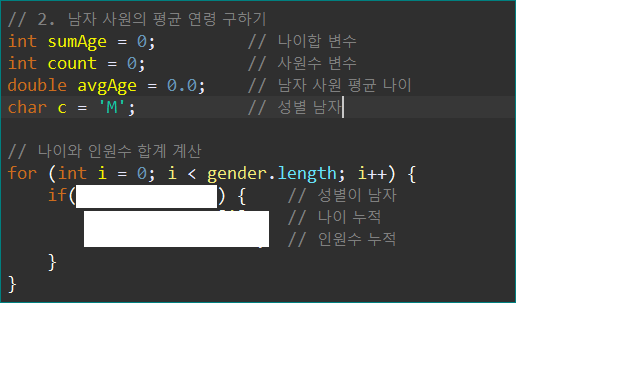 // 2. 남자 사원의 평균 연령 구하기
int sumAge = 0; // 나이합 변수
int count = 0; // 사원수 변수
double avgAge = 0.0; // 남자 사원 평균 나이
char c = 'M'; // 성별 남자
// 나이와 인원수 합계 계산
for (int i = 0; i < gender.length; i++) {
if( ) { // 성별이 남자
// 나이 누적
// 인원수 누적
}
}